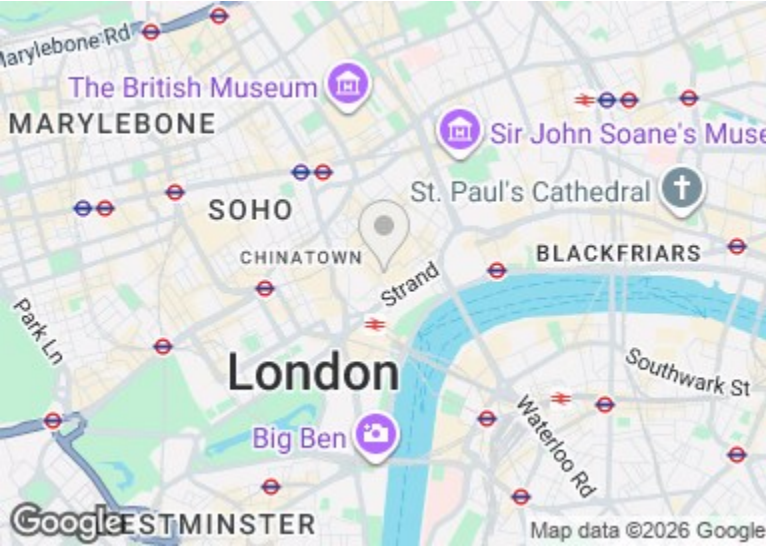 Marylebone Rd
The British Museum
MARYLEBONE
Sir John Soane's Muse
St. Paul's Cathedral
SOHO
CHINATOWN
BLACKFRIARS
Strand
Park Ln
London
Southwark St
Waterloo Rd
Big Ben
Google
ESTMINSTER
Map data ©2026 Google